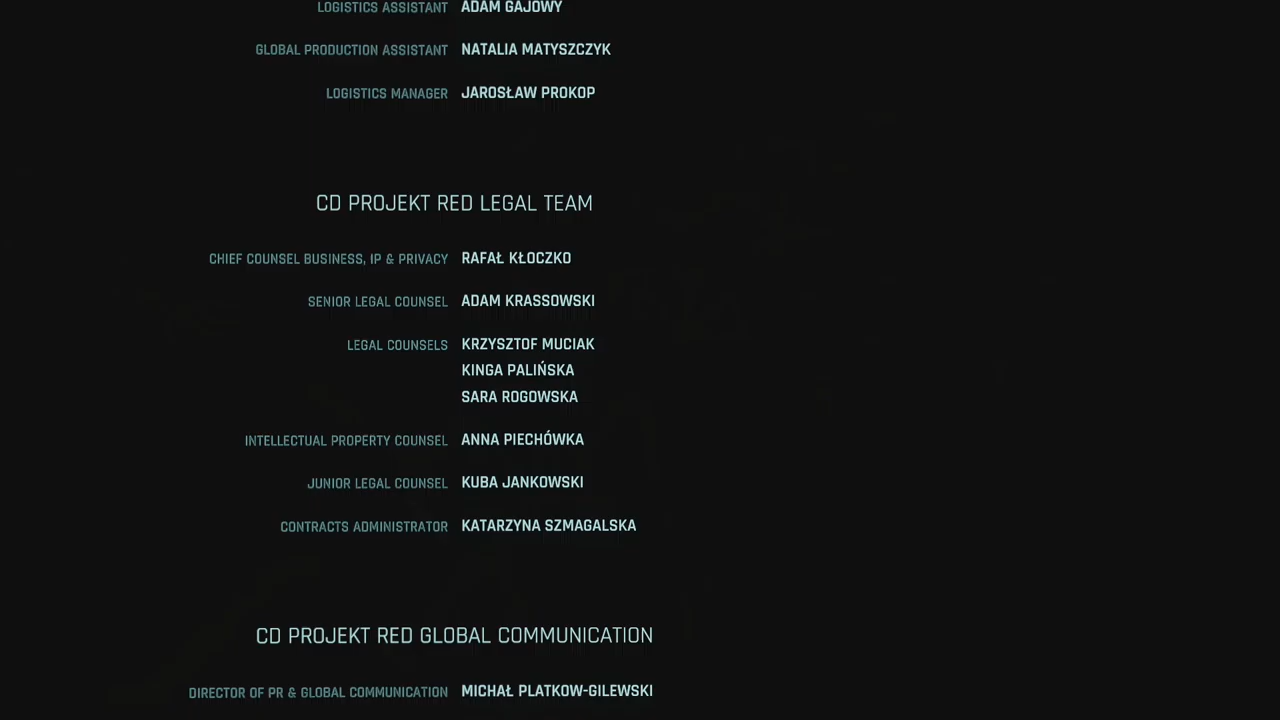 LOGISTICS ASSISTANT ADAM GAJOWY
GLOBAL PRODUCTION ASSISTANT NATALIA MATYSZCZYK
LOGISTICS MANAGER JAROSŁAW PROKOP
CD PROJEKT RED LEGAL TEAM
CHIEF COUNSEL BUSINESS, IP & PRIVACY RAFAŁ KŁOCZKO
SENIOR LEGAL COUNSEL ADAM KRASSOWSKI
LEGAL COUNSELS KRZYSZTOF MUCIAK
KINGA PALIŃSKA
SARA ROGOWSKA
INTELLECTUAL PROPERTY COUNSEL ANNA PIECHÓWKA
JUNIOR LEGAL COUNSEL KUBA JANKOWSKI
CONTRACTS ADMINISTRATOR KATARZYNA SZMAGALSKA
CD PROJEKT RED GLOBAL COMMUNICATION
DIRECTOR OF PR & GLOBAL COMMUNICATION MICHAŁ PLATKOW-GILEWSKI